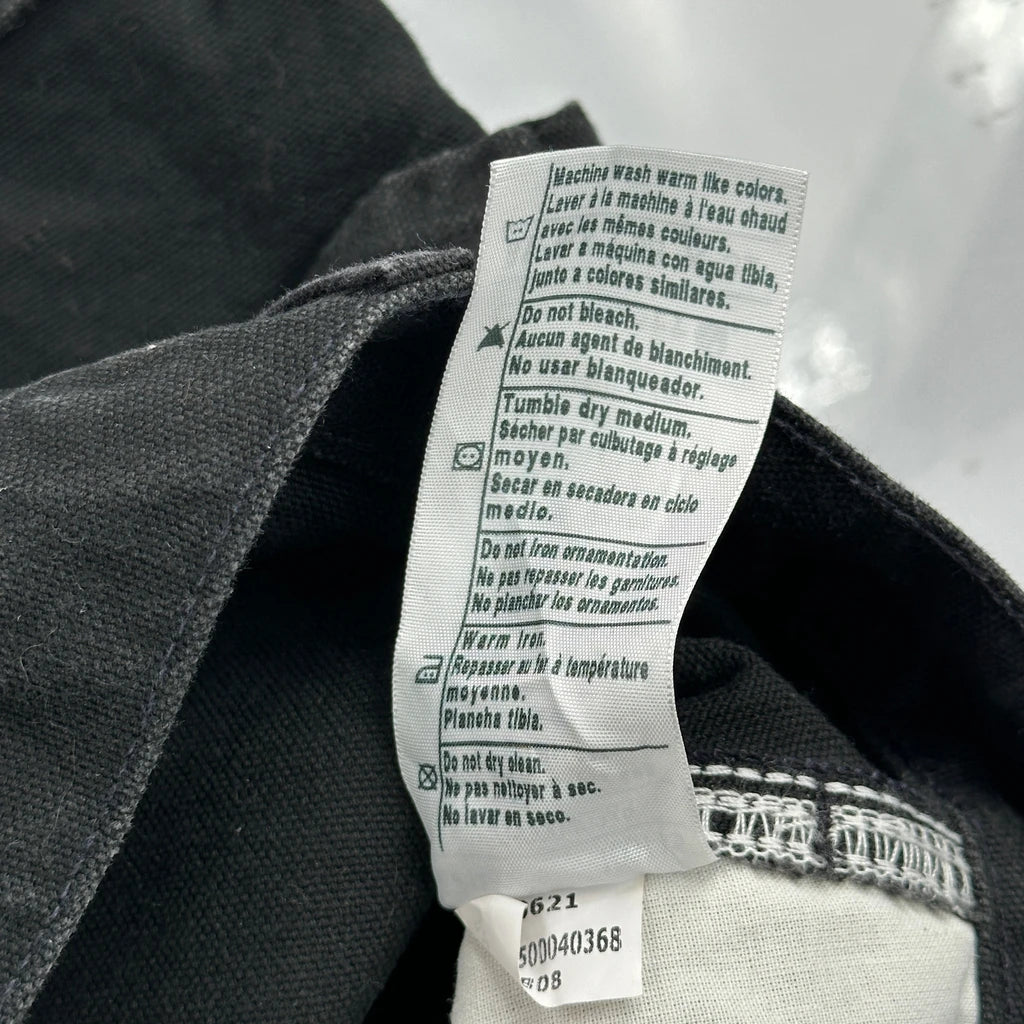 Machine wash warm like colors.
Laver à la machine à l'eau chaud
avec les mêmes couleurs.
Lavar a máquina con agua tibia,
junto a colores similares.
Do not bleach.
Aucun agent de blanchiment.
No usar blanqueador.
Tumble dry medium.
Sécher par culbutage à réglage
moyen.
Secar en secadora en ciclo
medio.
Do not iron ornamentation.
Ne pas repasser les garnitures.
No planchar los ornamentos.
Warm iron.
Repasser au fer à température
moyenne.
Plancha tibia.
Do not dry clean.
Ne pas nettoyer à sec.
No lavar en seco.
621
500040368
08